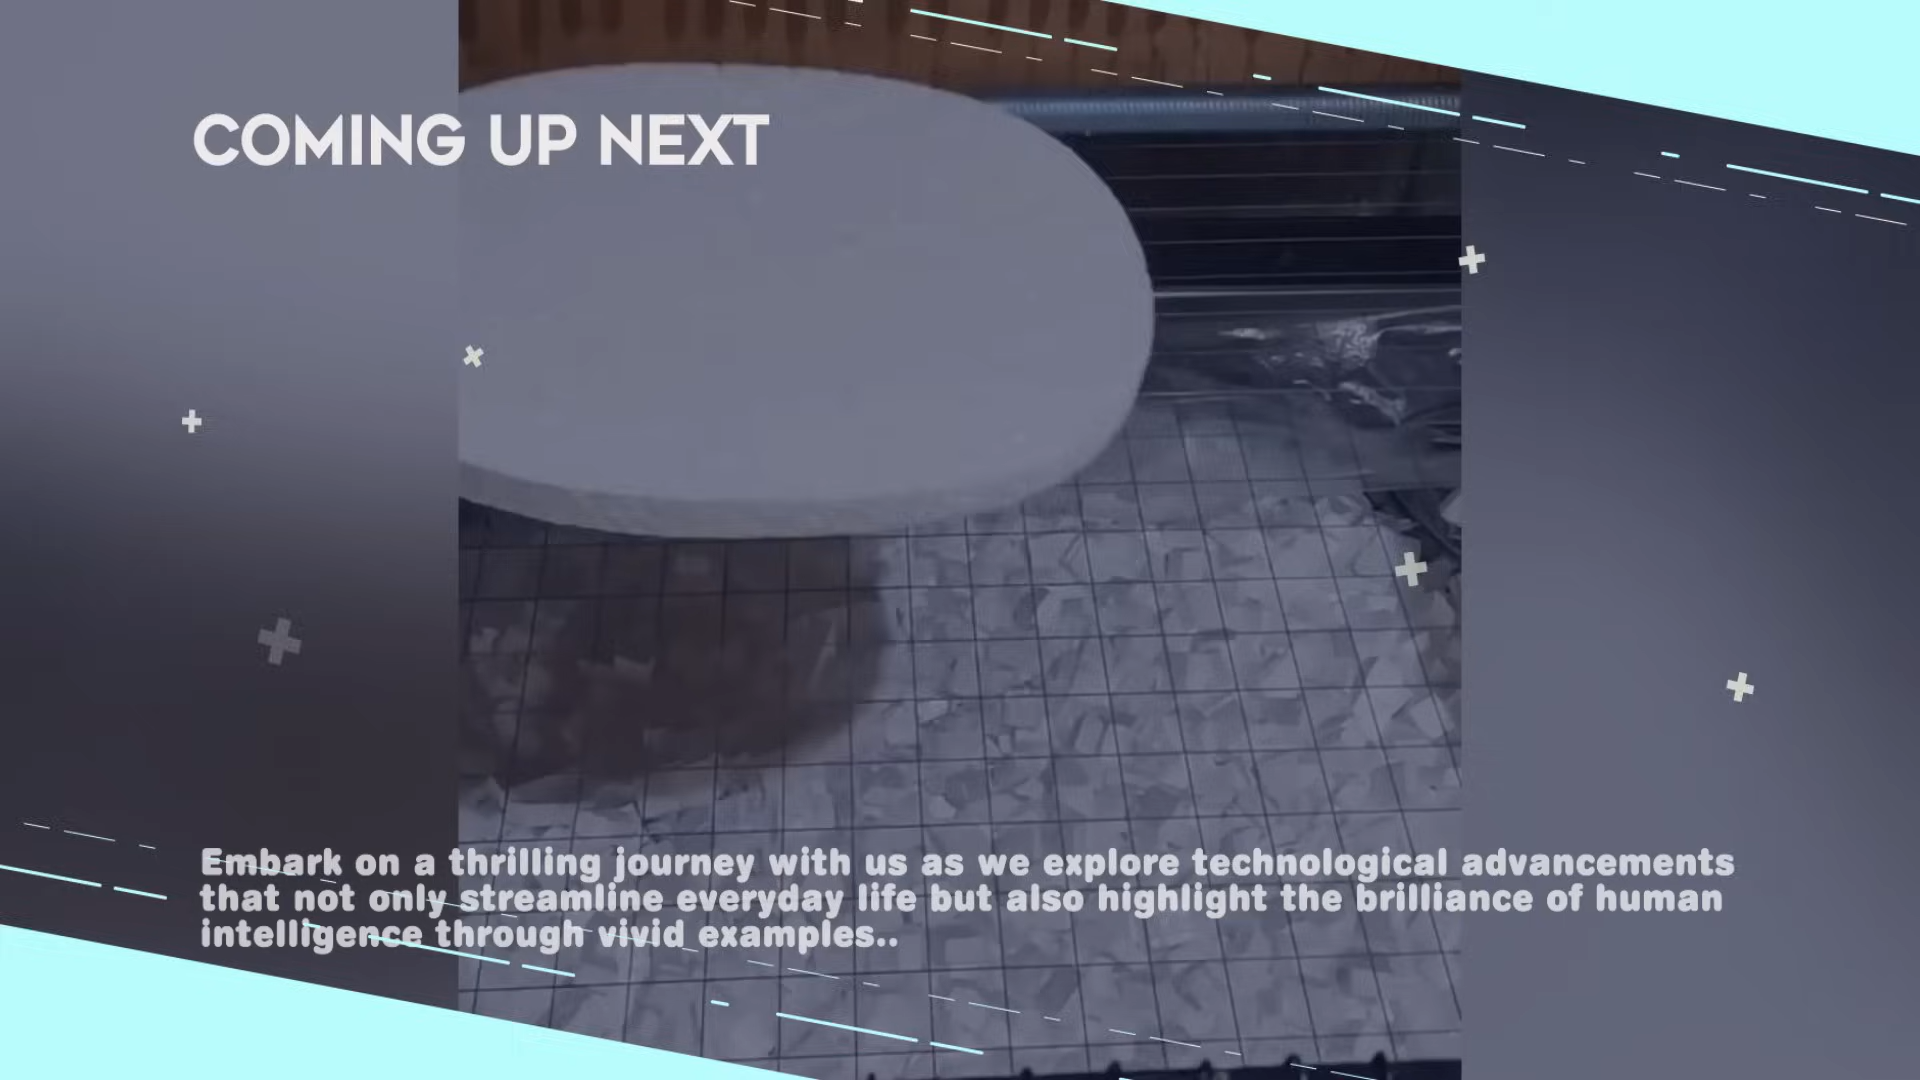 COMING UP NEXT
Embark on a thrilling journey with us as we explore technological advancements
that not only streamline everyday life but also highlight the brilliance of human
intelligence through vivid examples..